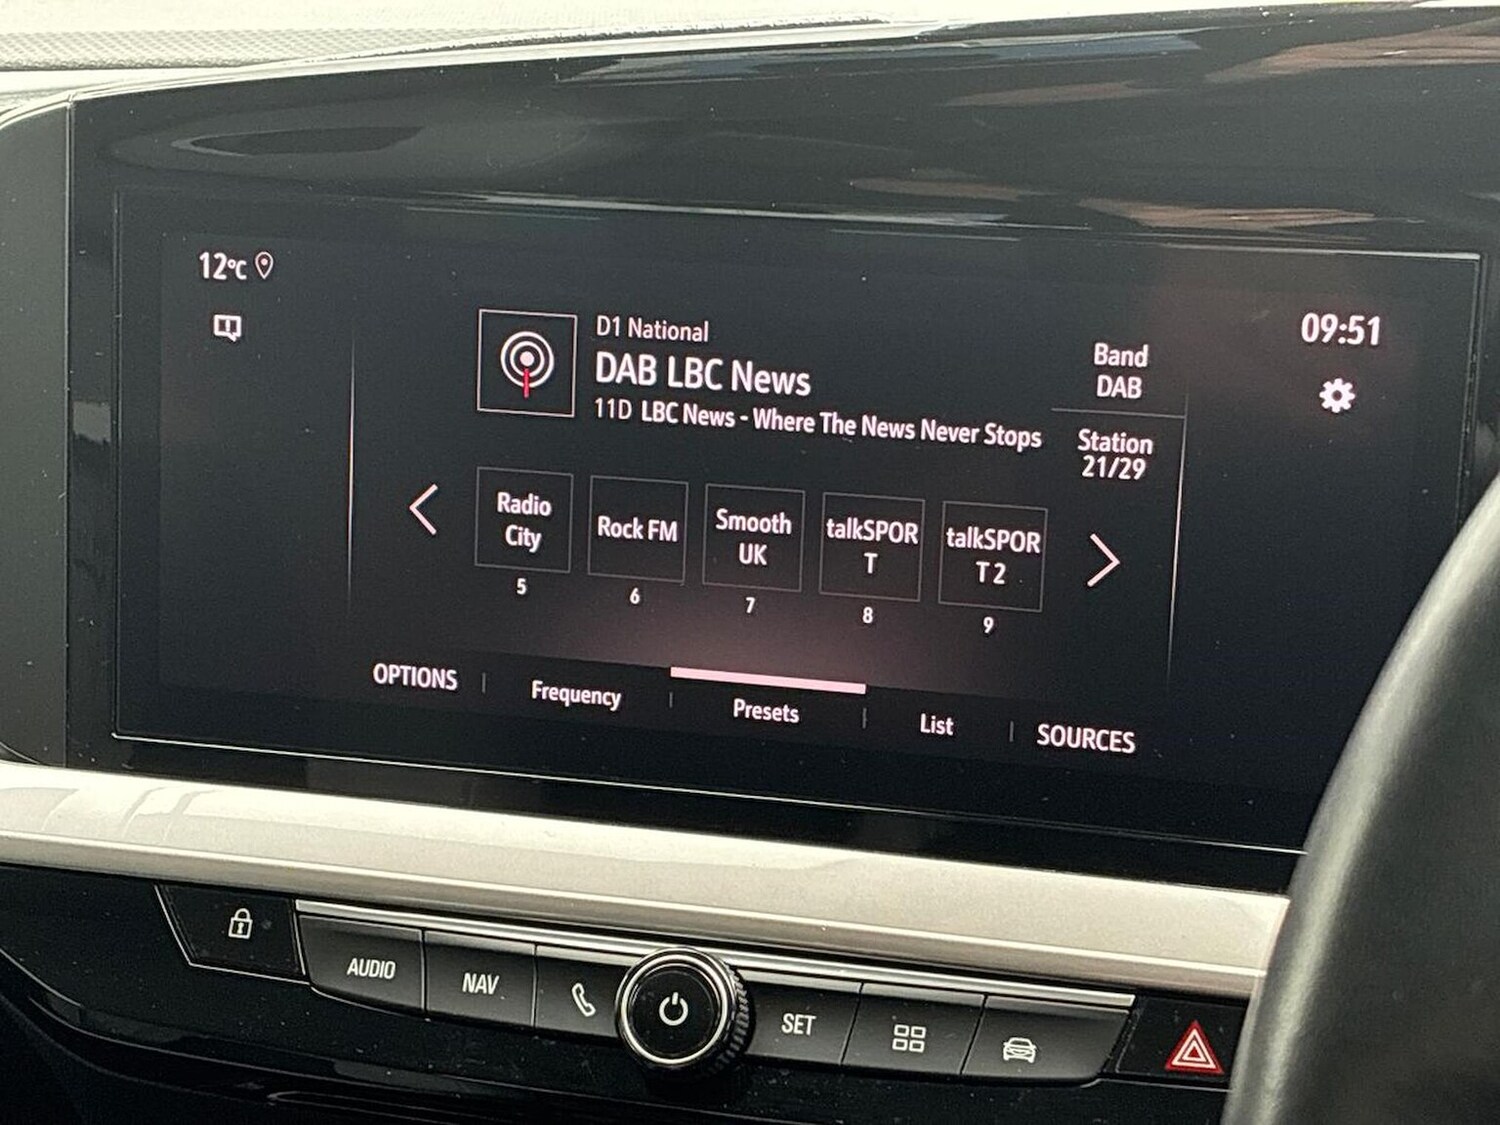 12°C
09:51
D1 National
DAB LBC News
11D LBC News - Where The News Never Stops
Band
DAB
Station
21/29
Radio
City
5
Rock FM
6
Smooth
UK
7
talkSPOR
T
8
talkSPOR
T 2
9
OPTIONS
Frequency
Presets
List
SOURCES
AUDIO
NAV
SET